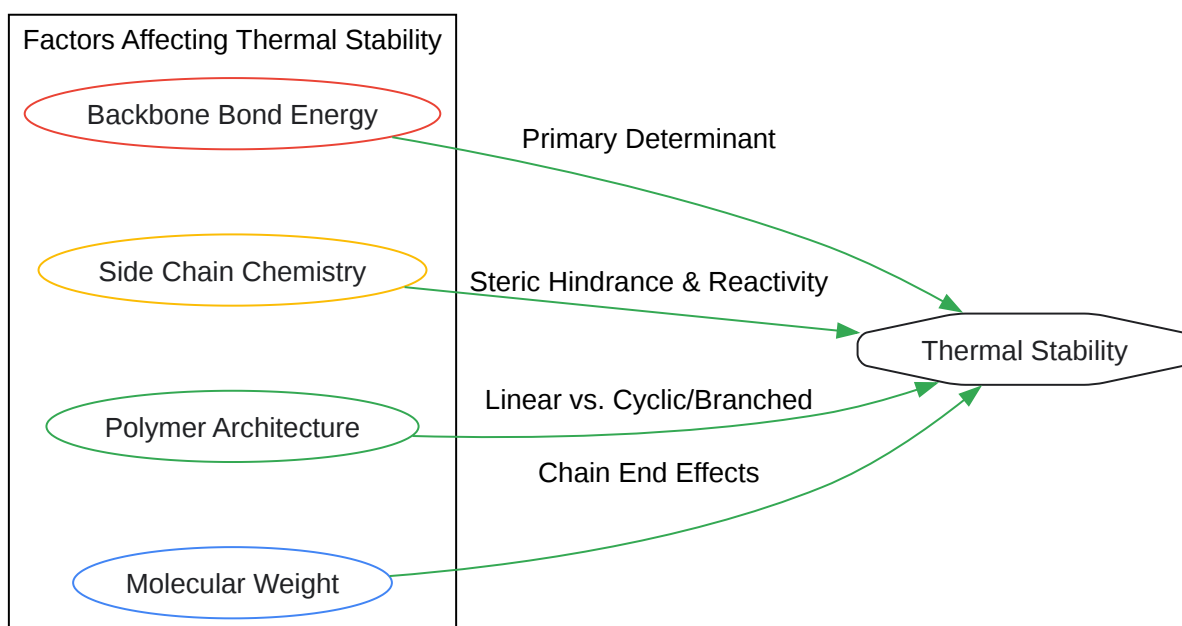 Factors Affecting Thermal Stability
Backbone Bond Energy
Primary Determinant
Side Chain Chemistry
Steric Hindrance & Reactivity
Thermal Stability
Polymer Architecture
Linear vs. Cyclic/Branched
Chain End Effects
Molecular Weight